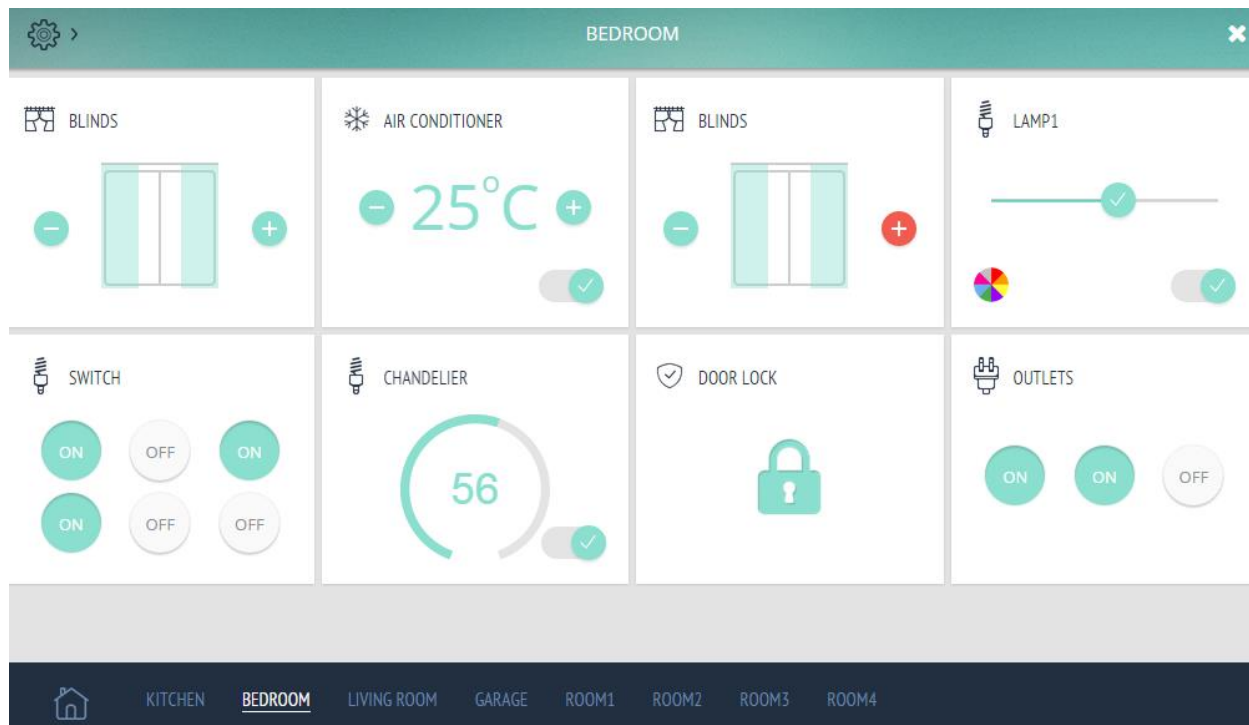 BEDROOM
BLINDS
AIR CONDITIONER
BLINDS
LAMP1
25°C
SWITCH
CHANDELIER
DOOR LOCK
OUTLETS
ON OFF ON
ON OFF OFF
56
ON ON OFF
KITCHEN BEDROOM LIVING ROOM GARAGE ROOM1 ROOM2 ROOM3 ROOM4